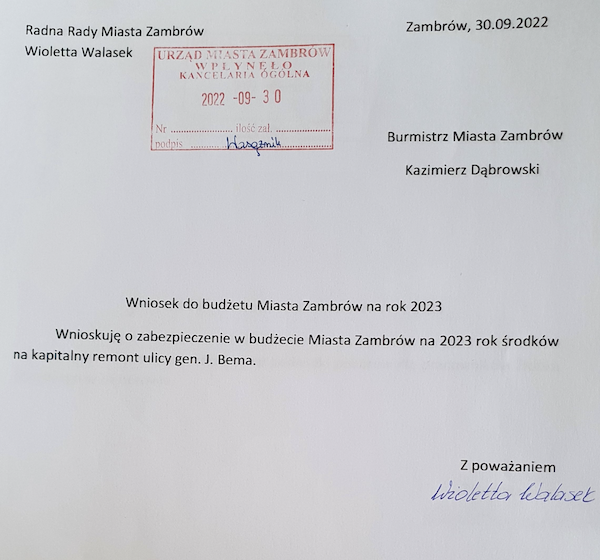 Radna Rady Miasta Zambrów
Wioletta Walasek
Zambrów, 30.09.2022
URZĄD MIASTA ZAMBRÓW
WPŁYNĘŁO
KANCELARIA OGÓLNA
2022 -09- 30
Nr .................... ilość zał. ....................
podpis ....................
Burmistrz Miasta Zambrów
Kazimierz Dąbrowski
Wniosek do budżetu Miasta Zambrów na rok 2023
Wnioskuję o zabezpieczenie w budżecie Miasta Zambrów na 2023 rok środków
na kapitalny remont ulicy gen. J. Bema.
Z poważaniem
Wioletta Walasek